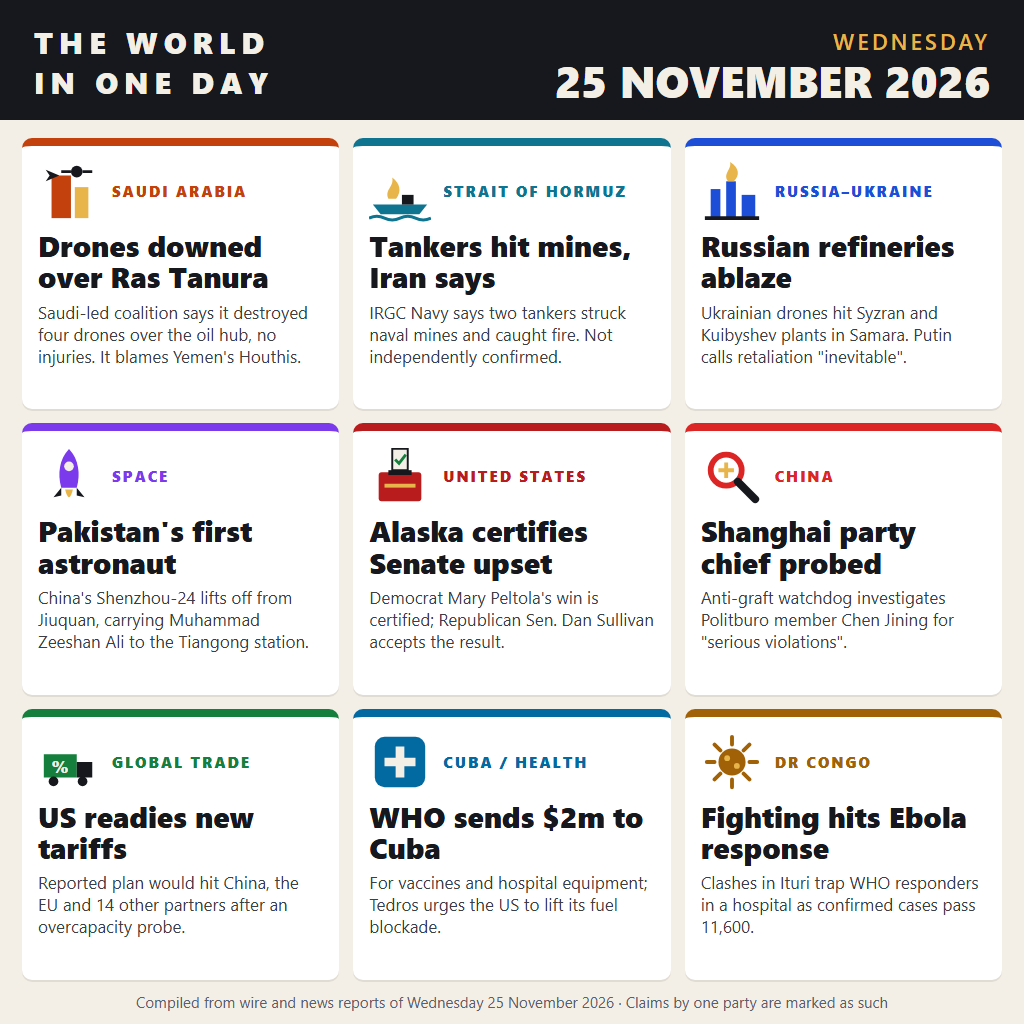 THE WORLD
IN ONE DAY
WEDNESDAY
25 NOVEMBER 2026
SAUDI ARABIA
Drones downed
over Ras Tanura
Saudi-led coalition says it destroyed
four drones over the oil hub, no
injuries. It blames Yemen's Houthis.
STRAIT OF HORMUZ
Tankers hit mines,
Iran says
IRGC Navy says two tankers struck
naval mines and caught fire. Not
independently confirmed.
RUSSIA–UKRAINE
Russian refineries
ablaze
Ukrainian drones hit Syzran and
Kuibyshev plants in Samara. Putin
calls retaliation "inevitable".
SPACE
Pakistan's first
astronaut
China's Shenzhou-24 lifts off from
Jiuquan, carrying Muhammad
Zeeshan Ali to the Tiangong station.
UNITED STATES
Alaska certifies
Senate upset
Democrat Mary Peltola's win is
certified; Republican Sen. Dan Sullivan
accepts the result.
CHINA
Shanghai party
chief probed
Anti-graft watchdog investigates
Politburo member Chen Jining for
"serious violations".
%
GLOBAL TRADE
US readies new
tariffs
Reported plan would hit China, the
EU and 14 other partners after an
overcapacity probe.
CUBA / HEALTH
WHO sends $2m to
Cuba
For vaccines and hospital equipment;
Tedros urges the US to lift its fuel
blockade.
DR CONGO
Fighting hits Ebola
response
Clashes in Ituri trap WHO responders
in a hospital as confirmed cases pass
11,600.
Compiled from wire and news reports of Wednesday 25 November 2026 · Claims by one party are marked as such